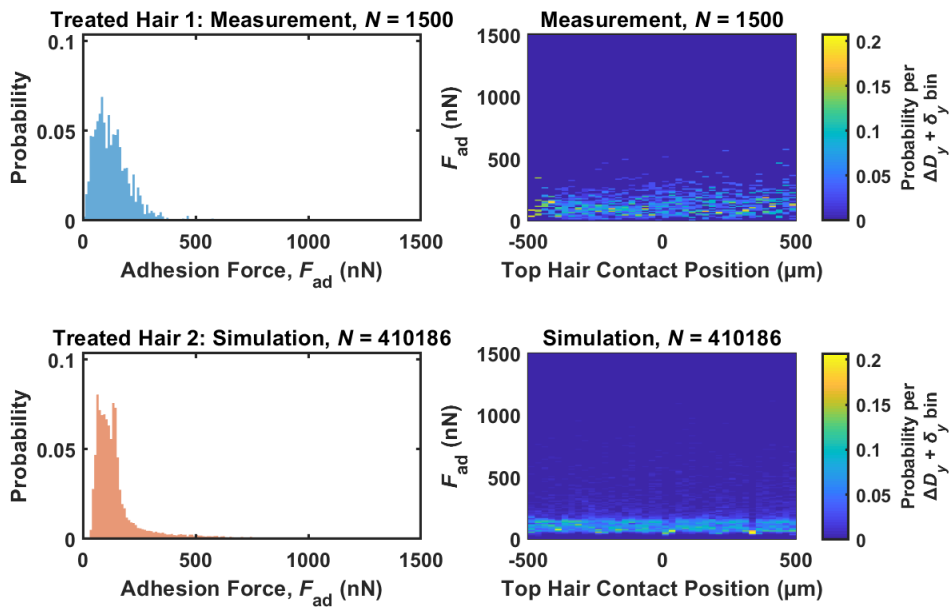 Treated Hair 1: Measurement, N = 1500
0.1
0.05
0
Probability
0 500 1000 1500
Adhesion Force, Fad (nN)
Measurement, N = 1500
1500
1000
500
0
Fad (nN)
-500 0 500
Top Hair Contact Position (μm)
0.2
0.15
0.1
0.05
0
Probability per
ΔDy + δy bin
Treated Hair 2: Simulation, N = 410186
0.1
0.05
0
Probability
0 500 1000 1500
Adhesion Force, Fad (nN)
Simulation, N = 410186
1500
1000
500
0
Fad (nN)
-500 0 500
Top Hair Contact Position (μm)
0.2
0.15
0.1
0.05
0
Probability per
ΔDy + δy bin